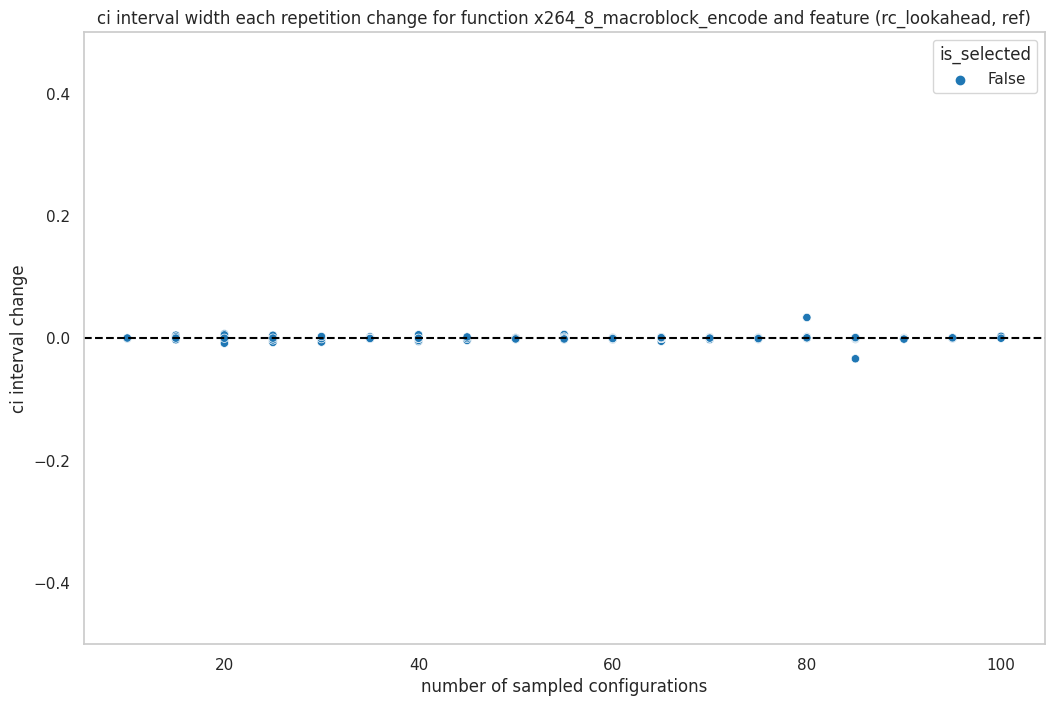 ci interval width each repetition change for function x264_8_macroblock_encode and feature (rc_lookahead, ref)
is_selected
False
ci interval change
0.4
0.2
0.0
−0.2
−0.4
20 40 60 80 100
number of sampled configurations